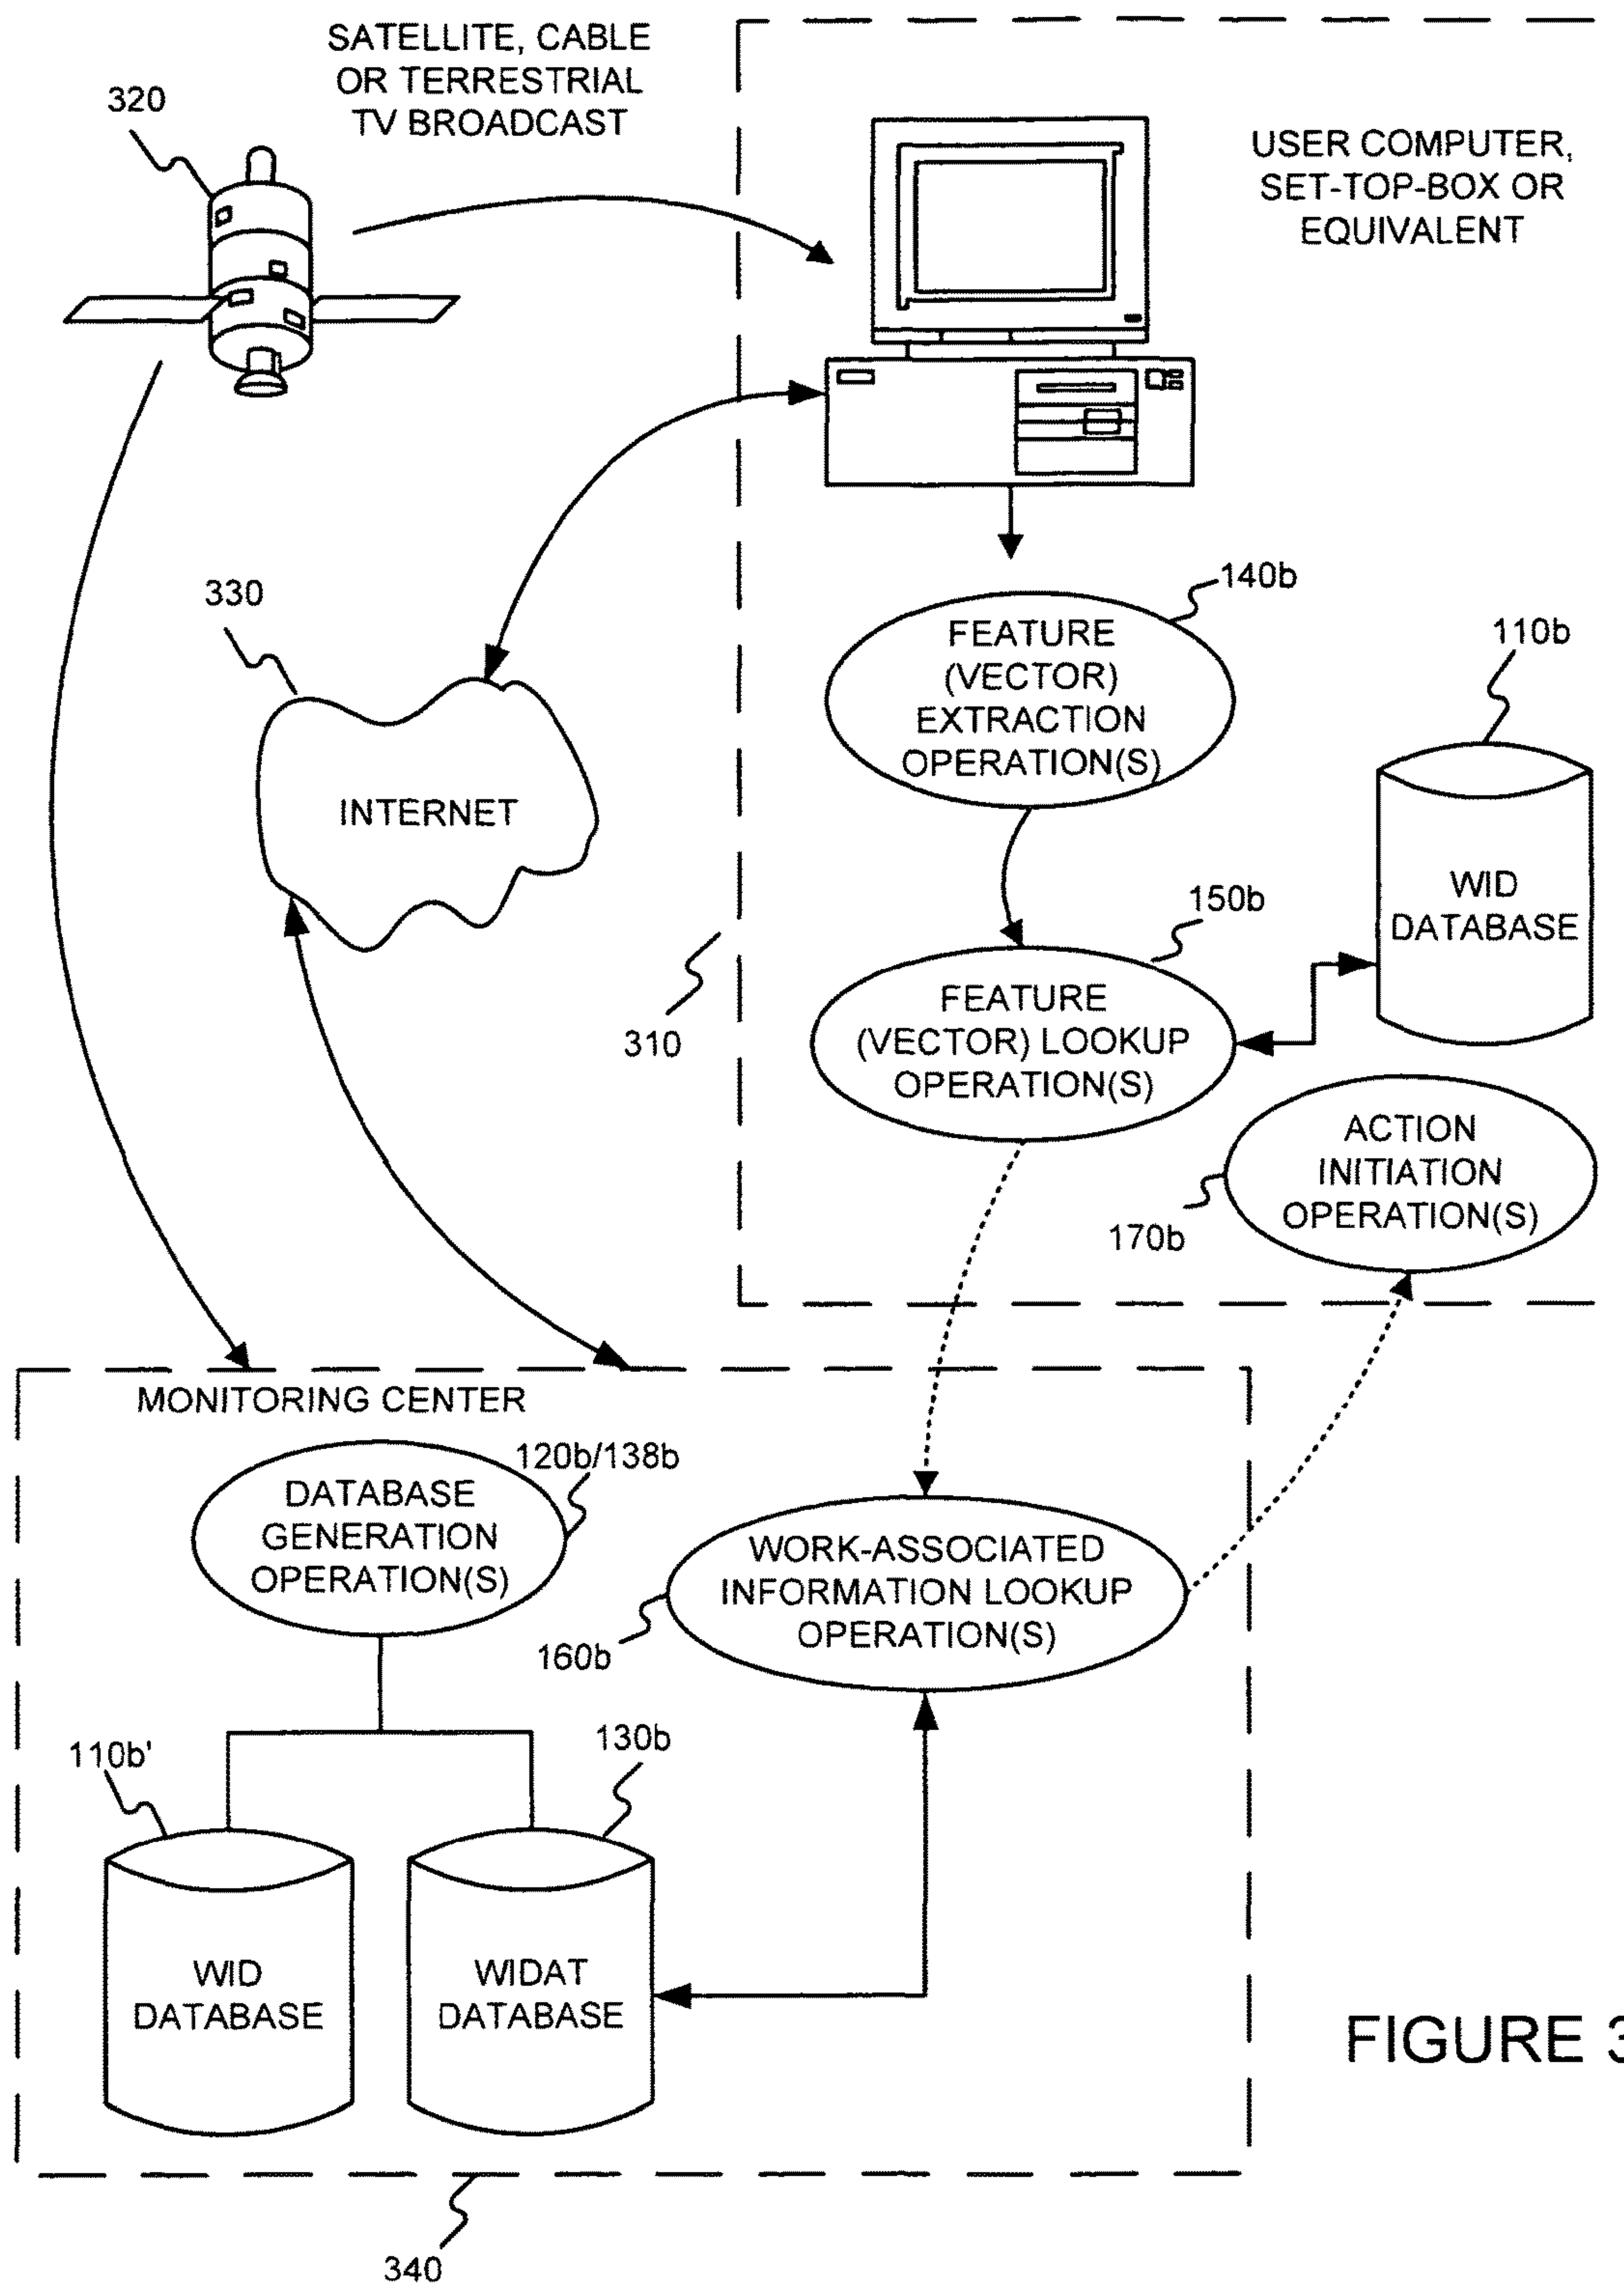 SATELLITE, CABLE
OR TERRESTRIAL
TV BROADCAST
320
USER COMPUTER,
SET-TOP-BOX OR
EQUIVALENT
330
INTERNET
140b
FEATURE
(VECTOR)
EXTRACTION
OPERATION(S)
110b
WID
DATABASE
150b
310
FEATURE
(VECTOR) LOOKUP
OPERATION(S)
ACTION
INITIATION
OPERATION(S)
170b
MONITORING CENTER
120b/138b
DATABASE
GENERATION
OPERATION(S)
WORK-ASSOCIATED
INFORMATION LOOKUP
OPERATION(S)
160b
110b'
130b
WID
DATABASE
WIDAT
DATABASE
FIGURE 3
340